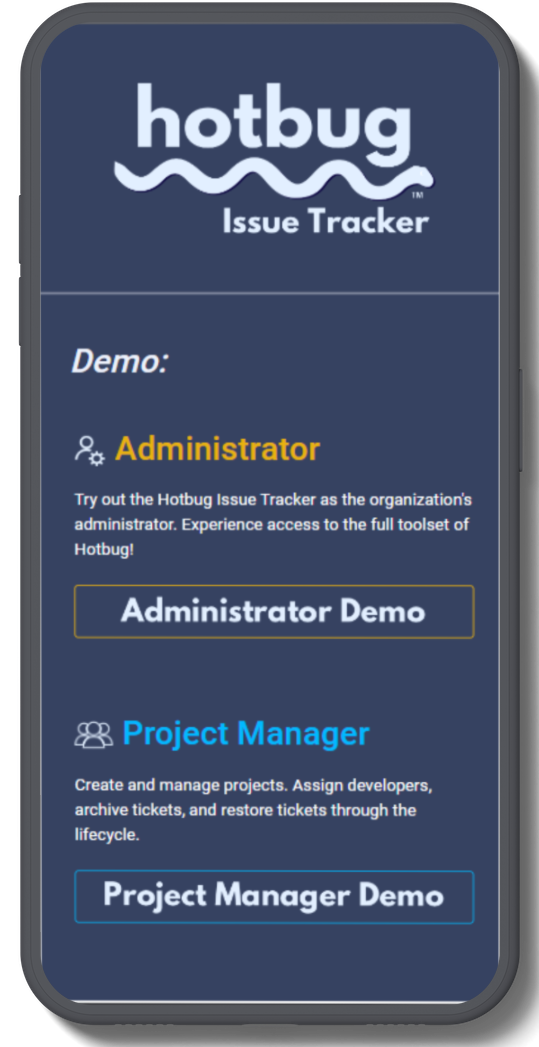 hotbug
™
Issue Tracker
Demo:
Administrator
Try out the Hotbug Issue Tracker as the organization's
administrator. Experience access to the full toolset of
Hotbug!
Administrator Demo
Project Manager
Create and manage projects. Assign developers,
archive tickets, and restore tickets through the
lifecycle.
Project Manager Demo